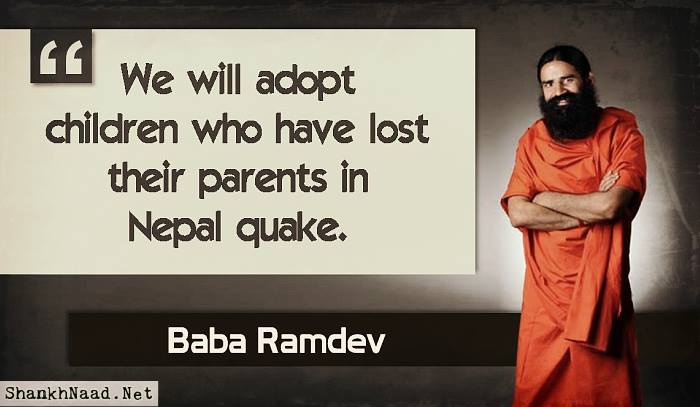 “
We will adopt
children who have lost
their parents in
Nepal quake.
Baba Ramdev
ShankhNaad.Net